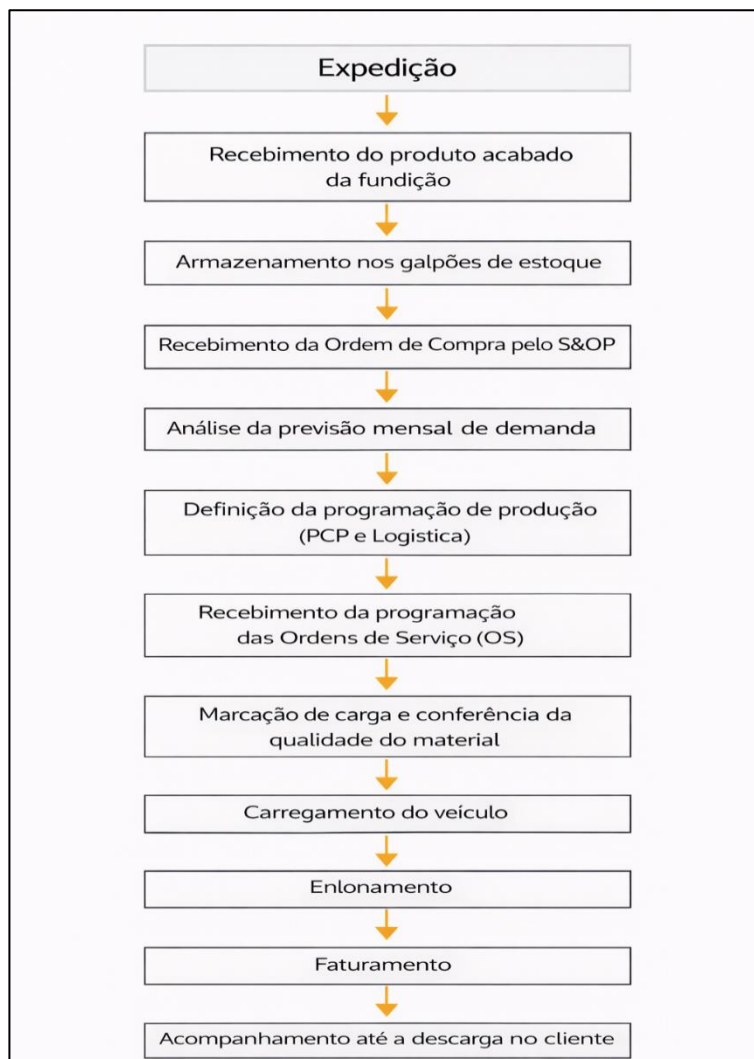 Expedição
Recebimento do produto acabado
da fundição
Armazenamento nos galpões de estoque
Recebimento da Ordem de Compra pelo S&OP
Análise da previsão mensal de demanda
Definição da programação de produção
(PCP e Logistica)
Recebimento da programação
das Ordens de Serviço (OS)
Marcação de carga e conferência da
qualidade do material
Carregamento do veículo
Enlonamento
Faturamento
Acompanhamento até a descarga no cliente